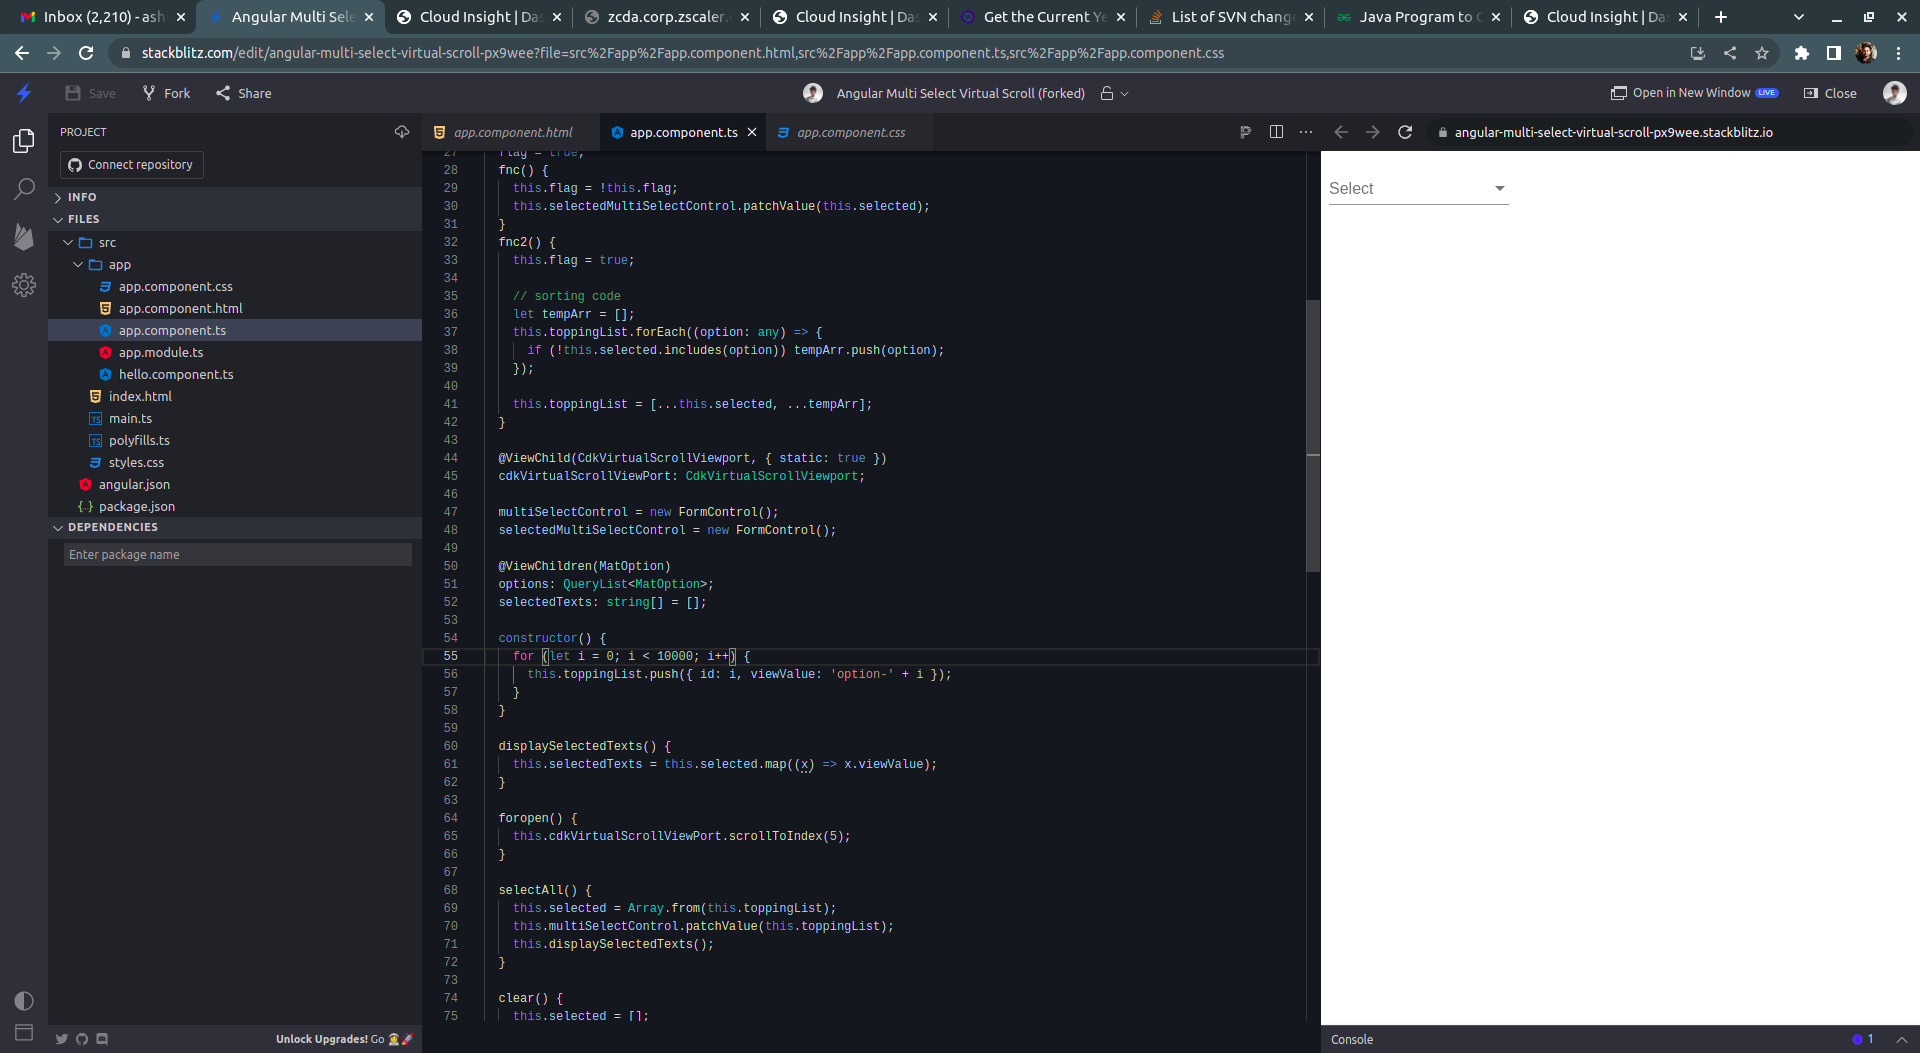 Inbox (2,210) - ash
Angular Multi Sele
Cloud Insight | Das
zcda.corp.zscaler.
Cloud Insight | Das
Get the Current Ye
List of SVN change
Java Program to C
Cloud Insight | Das
stackblitz.com/edit/angular-multi-select-virtual-scroll-px9wee?file=src%2Fapp%2Fapp.component.html,src%2Fapp%2Fapp.component.ts,src%2Fapp%2Fapp.component.css
Save
Fork
Share
Angular Multi Select Virtual Scroll (forked)
Open in New Window LIVE
Close
PROJECT
Connect repository
INFO
FILES
src
app
app.component.css
app.component.html
app.component.ts
app.module.ts
hello.component.ts
index.html
main.ts
polyfills.ts
styles.css
angular.json
package.json
DEPENDENCIES
Enter package name
Unlock Upgrades! Go
app.component.html
app.component.ts
app.component.css
27 flag = true;
28 fnc() {
29 this.flag = !this.flag;
30 this.selectedMultiSelectControl.patchValue(this.selected);
31 }
32 fnc2() {
33 this.flag = true;
34
35 // sorting code
36 let tempArr = [];
37 this.toppingList.forEach((option: any) => {
38 if (!this.selected.includes(option)) tempArr.push(option);
39 });
40
41 this.toppingList = [...this.selected, ...tempArr];
42 }
43
44 @ViewChild(CdkVirtualScrollViewport, { static: true })
45 cdkVirtualScrollViewPort: CdkVirtualScrollViewport;
46
47 multiSelectControl = new FormControl();
48 selectedMultiSelectControl = new FormControl();
49
50 @ViewChildren(MatOption)
51 options: QueryList<MatOption>;
52 selectedTexts: string[] = [];
53
54 constructor() {
55 for (let i = 0; i < 10000; i++) {
56 this.toppingList.push({ id: i, viewValue: 'option-' + i });
57 }
58 }
59
60 displaySelectedTexts() {
61 this.selectedTexts = this.selected.map((x) => x.viewValue);
62 }
63
64 foropen() {
65 this.cdkVirtualScrollViewPort.scrollToIndex(5);
66 }
67
68 selectAll() {
69 this.selected = Array.from(this.toppingList);
70 this.multiSelectControl.patchValue(this.toppingList);
71 this.displaySelectedTexts();
72 }
73
74 clear() {
75 this.selected = [];
angular-multi-select-virtual-scroll-px9wee.stackblitz.io
Select
Console
1